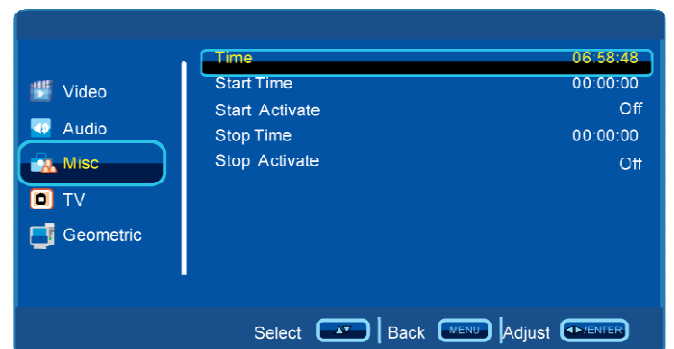 Video
Audio
Misc
TV
Geometric
Time 06:58:48
Start Time 00:00:00
Start Activate Off
Stop Time 00:00:00
Stop Activate Off
Select ▲▼ Back MENU Adjust ◀▶/ENTER